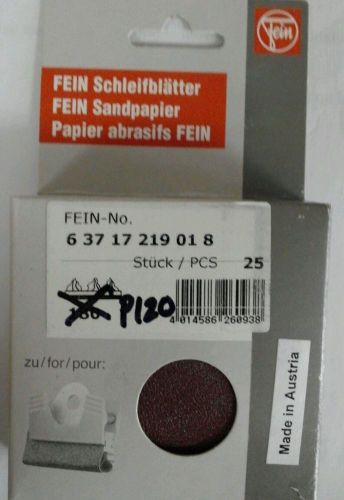 Fein
FEIN Schleifblätter
FEIN Sandpapier
Papier abrasifs FEIN
FEIN-No.
6 37 17 219 01 8
Stück / PCS 25
180 P120
4 014586 260938
zu/for/pour:
Made in Austria